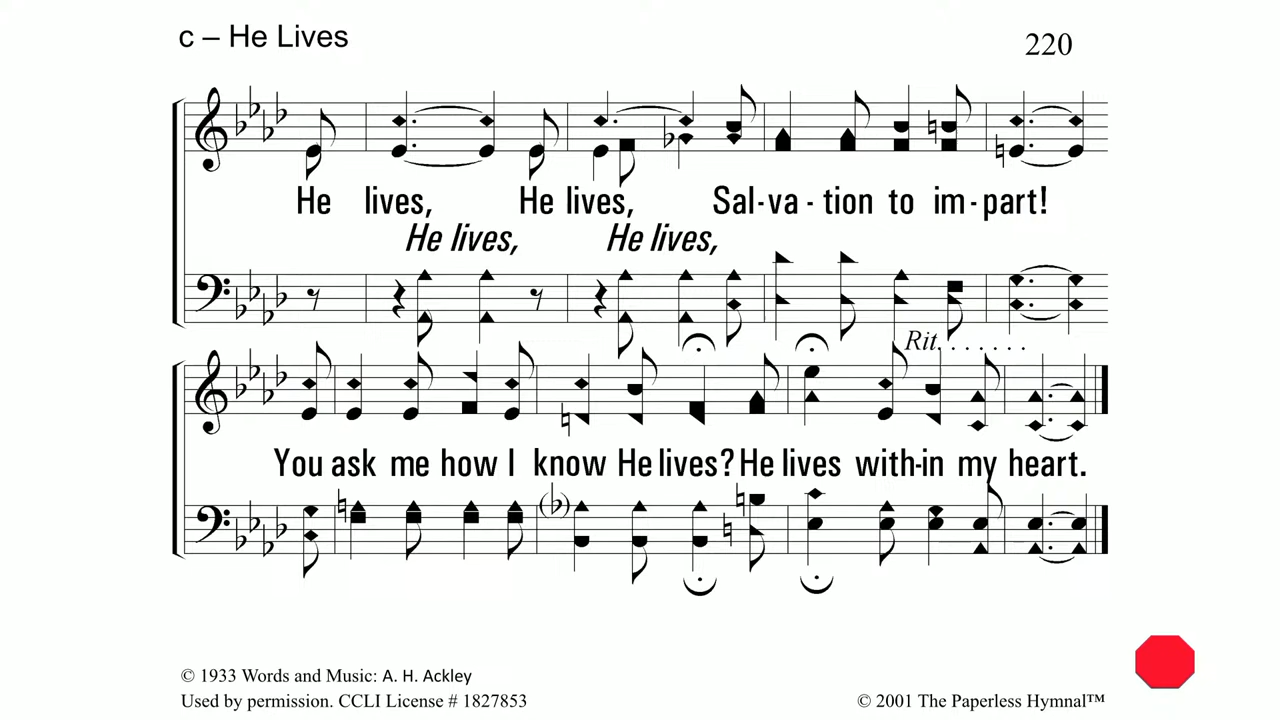 c – He Lives
220
He lives, He lives, Sal-va-tion to im-part!
He lives, He lives,
Rit. . . . . . .
You ask me how I know He lives? He lives with-in my heart.
© 1933 Words and Music: A. H. Ackley
Used by permission. CCLI License # 1827853
© 2001 The Paperless Hymnal™